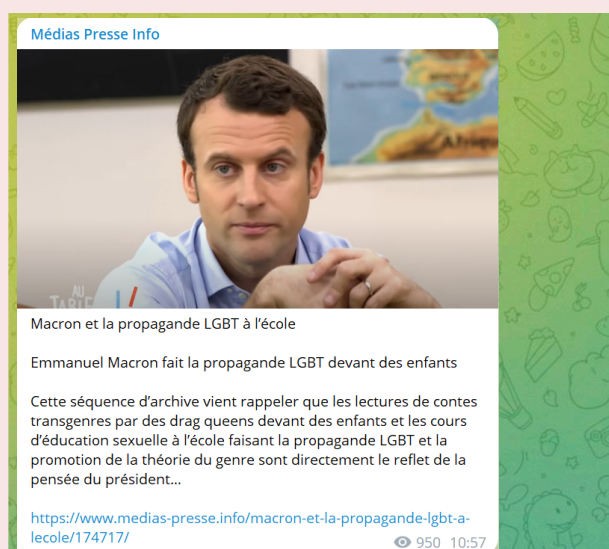 Médias Presse Info
Afrique
AU
TABLE
Macron et la propagande LGBT à l'école
Emmanuel Macron fait la propagande LGBT devant des enfants
Cette séquence d'archive vient rappeler que les lectures de contes
transgenres par des drag queens devant des enfants et les cours
d'éducation sexuelle à l'école faisant la propagande LGBT et la
promotion de la théorie du genre sont directement le reflet de la
pensée du président...
https://www.medias-presse.info/macron-et-la-propagande-lgbt-a-
lecole/174717/
950 10:57